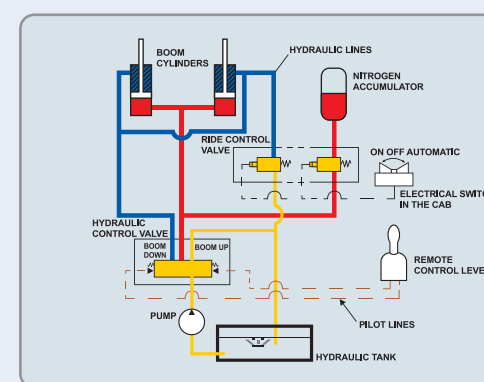 BOOM
CYLINDERS
HYDRAULIC LINES
NITROGEN
ACCUMULATOR
RIDE CONTROL
VALVE
ON OFF AUTOMATIC
ELECTRICAL SWITC
IN THE CAB
HYDRAULIC
CONTROL VALVE
BOOM
DOWN
BOOM UP
REMOTE
CONTROL LEVE
PUMP
PILOT LINES
HYDRAULIC TANK